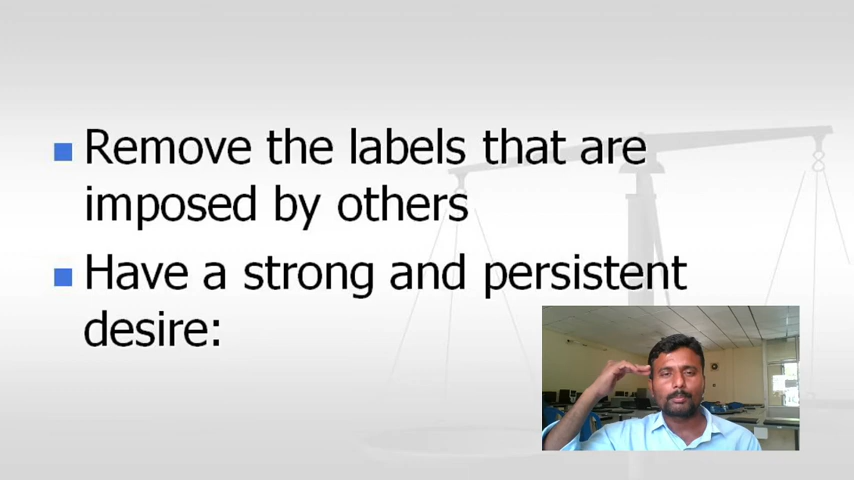 Remove the labels that are
imposed by others
Have a strong and persistent
desire: